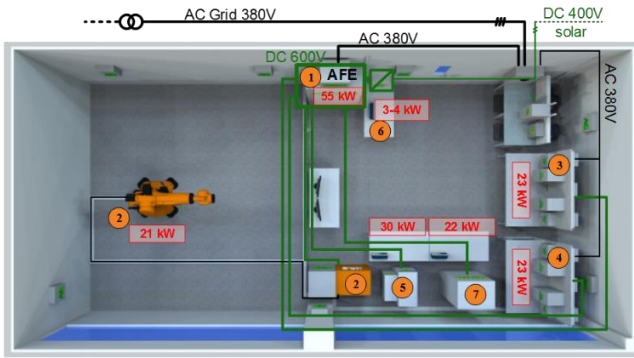 AC Grid 380V
DC 400V
solar
AC 380V
DC 600V
1
AFE
55 kW
3-4 kW
6
AC 380V
3
23 kW
2
21 kW
30 kW
22 kW
4
23 kW
2
5
7